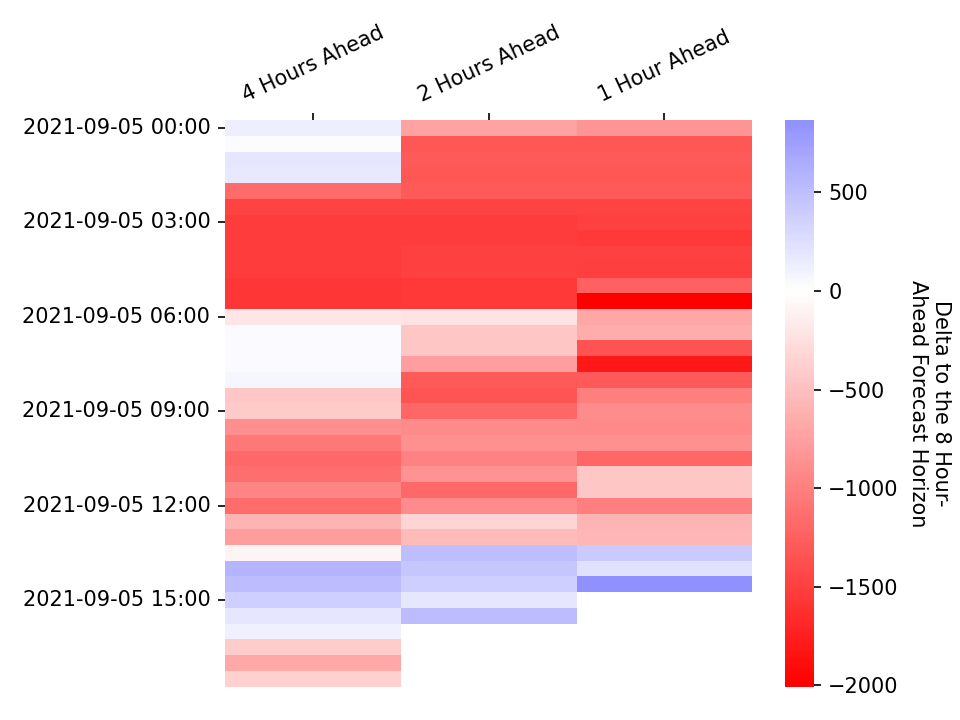 4 Hours Ahead
2 Hours Ahead
1 Hour Ahead
2021-09-05 00:00
2021-09-05 03:00
2021-09-05 06:00
2021-09-05 09:00
2021-09-05 12:00
2021-09-05 15:00
500
0
−500
−1000
−1500
−2000
Delta to the 8 Hour-
Ahead Forecast Horizon